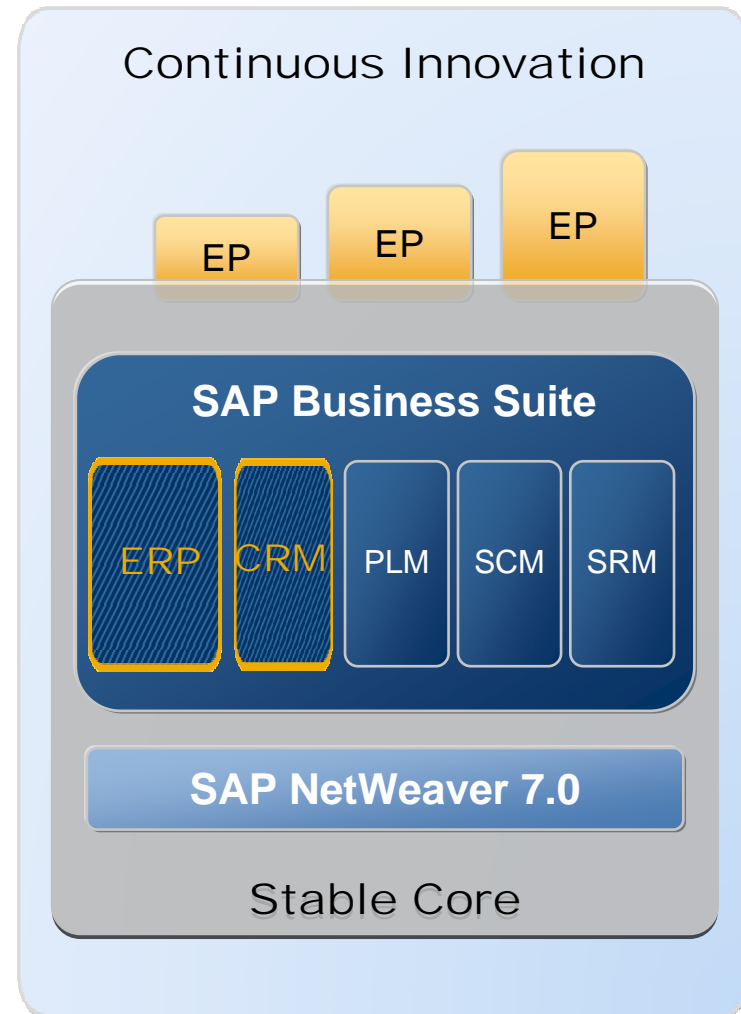 Continuous Innovation
EP
EP
EP
SAP Business Suite
ERP CRM PLM SCM SRM
SAP NetWeaver 7.0
Stable Core